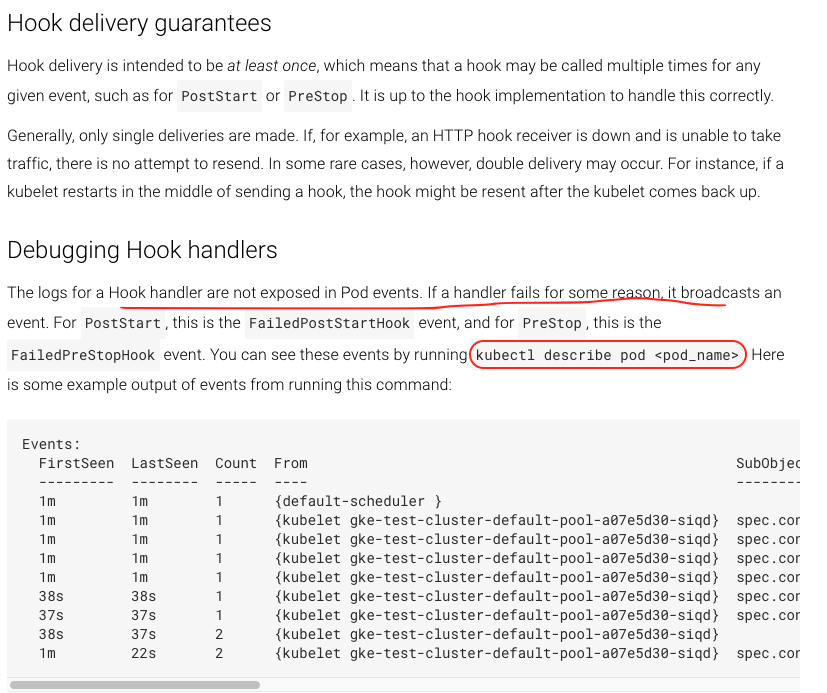 Hook delivery guarantees
Hook delivery is intended to be at least once, which means that a hook may be called multiple times for any
given event, such as for PostStart or PreStop . It is up to the hook implementation to handle this correctly.
Generally, only single deliveries are made. If, for example, an HTTP hook receiver is down and is unable to take
traffic, there is no attempt to resend. In some rare cases, however, double delivery may occur. For instance, if a
kubelet restarts in the middle of sending a hook, the hook might be resent after the kubelet comes back up.
Debugging Hook handlers
The logs for a Hook handler are not exposed in Pod events. If a handler fails for some reason, it broadcasts an
event. For PostStart , this is the FailedPostStartHook event, and for PreStop , this is the
FailedPreStopHook event. You can see these events by running kubectl describe pod <pod_name> Here
is some example output of events from running this command:
Events:
FirstSeen LastSeen Count From SubObjec
--------- -------- ----- ---- --------
1m 1m 1 {default-scheduler }
1m 1m 1 {kubelet gke-test-cluster-default-pool-a07e5d30-siqd} spec.cor
1m 1m 1 {kubelet gke-test-cluster-default-pool-a07e5d30-siqd} spec.cor
1m 1m 1 {kubelet gke-test-cluster-default-pool-a07e5d30-siqd} spec.cor
1m 1m 1 {kubelet gke-test-cluster-default-pool-a07e5d30-siqd} spec.cor
38s 38s 1 {kubelet gke-test-cluster-default-pool-a07e5d30-siqd} spec.cor
37s 37s 1 {kubelet gke-test-cluster-default-pool-a07e5d30-siqd} spec.cor
38s 37s 2 {kubelet gke-test-cluster-default-pool-a07e5d30-siqd}
1m 22s 2 {kubelet gke-test-cluster-default-pool-a07e5d30-siqd} spec.cor